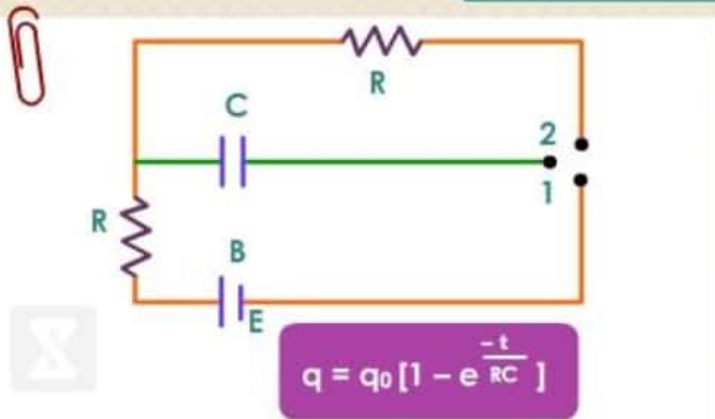 R
C
2
1
R
B
E
q = q₀ [1 – e^(–t/RC) ]